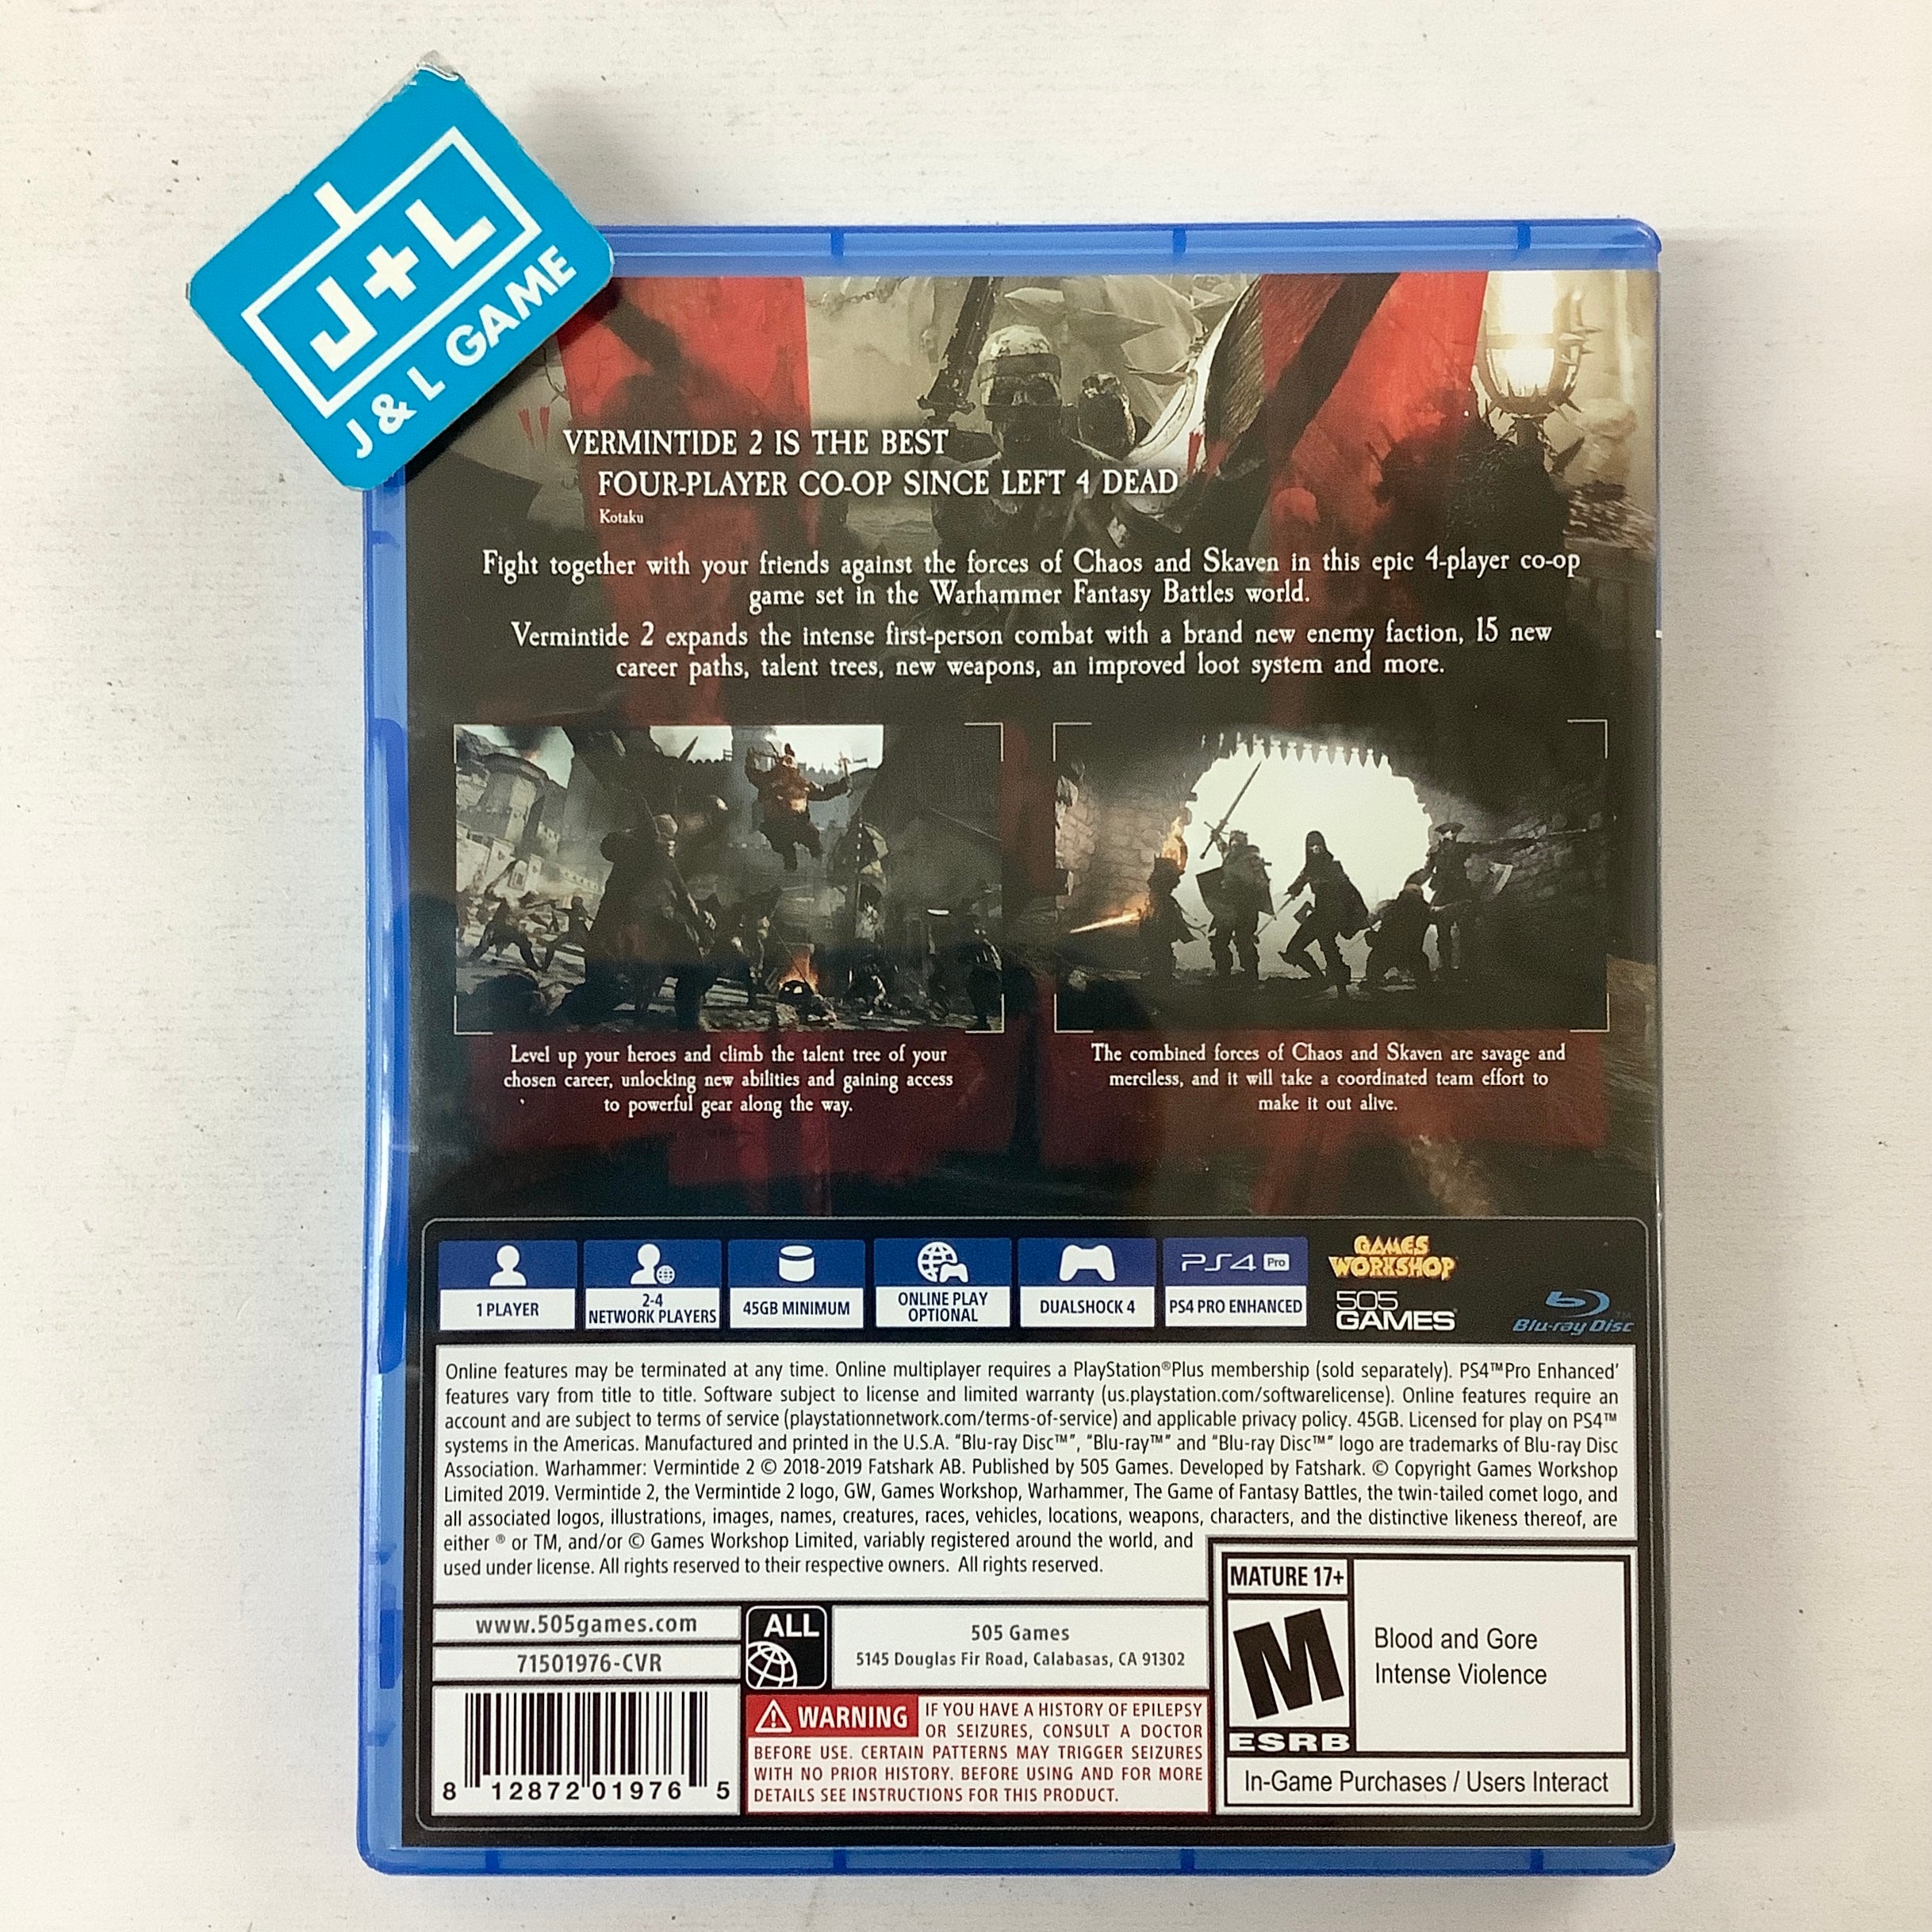 J+L
J & L GAME
"VERMINTIDE 2 IS THE BEST
FOUR-PLAYER CO-OP SINCE LEFT 4 DEAD"
Kotaku
Fight together with your friends against the forces of Chaos and Skaven in this epic 4-player co-op
game set in the Warhammer Fantasy Battles world.
Vermintide 2 expands the intense first-person combat with a brand new enemy faction, 15 new
career paths, talent trees, new weapons, an improved loot system and more.
Level up your heroes and climb the talent tree of your
chosen career, unlocking new abilities and gaining access
to powerful gear along the way.
The combined forces of Chaos and Skaven are savage and
merciless, and it will take a coordinated team effort to
make it out alive.
1 PLAYER
2-4
NETWORK PLAYERS
45GB MINIMUM
ONLINE PLAY
OPTIONAL
DUALSHOCK 4
PS4 Pro
PS4 PRO ENHANCED
GAMES
WORKSHOP
505
GAMES
Blu-ray Disc™
Online features may be terminated at any time. Online multiplayer requires a PlayStation®Plus membership (sold separately). PS4™Pro Enhanced'
features vary from title to title. Software subject to license and limited warranty (us.playstation.com/softwarelicense). Online features require an
account and are subject to terms of service (playstationnetwork.com/terms-of-service) and applicable privacy policy. 45GB. Licensed for play on PS4™
systems in the Americas. Manufactured and printed in the U.S.A. "Blu-ray Disc™", "Blu-ray™" and "Blu-ray Disc™" logo are trademarks of Blu-ray Disc
Association. Warhammer: Vermintide 2 © 2018-2019 Fatshark AB. Published by 505 Games. Developed by Fatshark. © Copyright Games Workshop
Limited 2019. Vermintide 2, the Vermintide 2 logo, GW, Games Workshop, Warhammer, The Game of Fantasy Battles, the twin-tailed comet logo, and
all associated logos, illustrations, images, names, creatures, races, vehicles, locations, weapons, characters, and the distinctive likeness thereof, are
either ® or TM, and/or © Games Workshop Limited, variably registered around the world, and
used under license. All rights reserved to their respective owners. All rights reserved.
www.505games.com
71501976-CVR
8 12872 01976 5
ALL
505 Games
5145 Douglas Fir Road, Calabasas, CA 91302
WARNING IF YOU HAVE A HISTORY OF EPILEPSY
OR SEIZURES, CONSULT A DOCTOR
BEFORE USE. CERTAIN PATTERNS MAY TRIGGER SEIZURES
WITH NO PRIOR HISTORY. BEFORE USING AND FOR MORE
DETAILS SEE INSTRUCTIONS FOR THIS PRODUCT.
MATURE 17+
M
ESRB
Blood and Gore
Intense Violence
In-Game Purchases / Users Interact